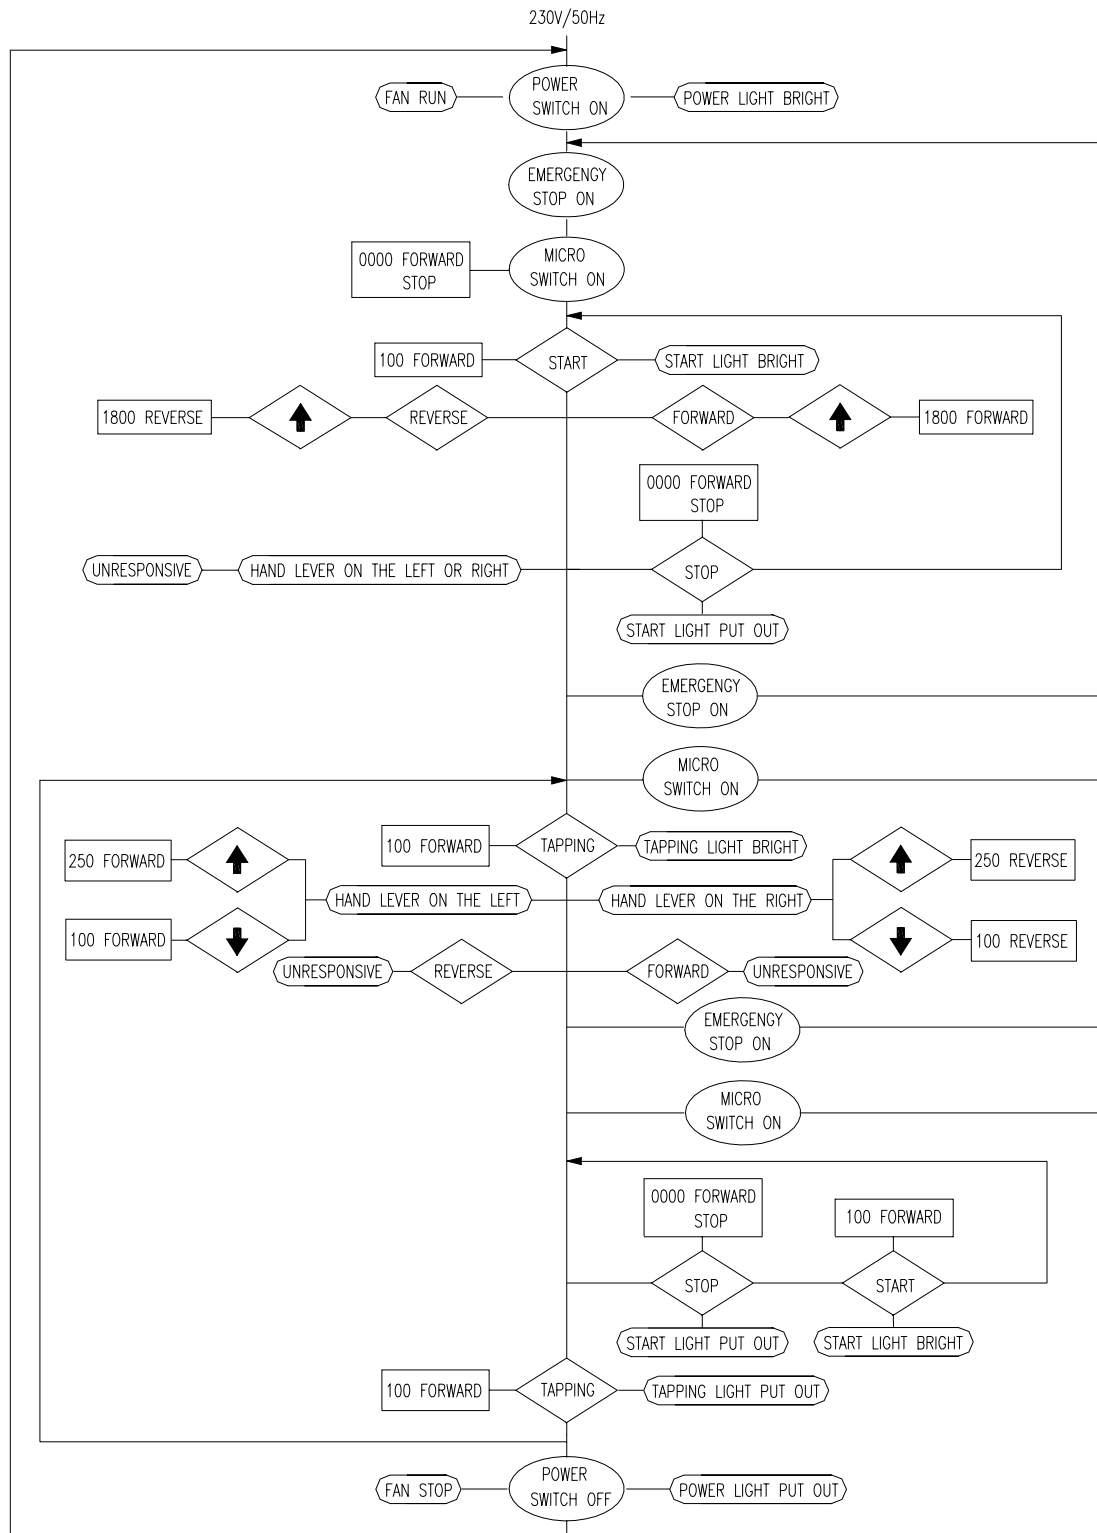 230V/50Hz
FAN RUN
POWER
SWITCH ON
POWER LIGHT BRIGHT
EMERGENGY
STOP ON
0000 FORWARD
STOP
MICRO
SWITCH ON
100 FORWARD
START
START LIGHT BRIGHT
1800 REVERSE
REVERSE
FORWARD
1800 FORWARD
0000 FORWARD
STOP
UNRESPONSIVE
HAND LEVER ON THE LEFT OR RIGHT
STOP
START LIGHT PUT OUT
EMERGENGY
STOP ON
MICRO
SWITCH ON
250 FORWARD
100 FORWARD
TAPPING
TAPPING LIGHT BRIGHT
250 REVERSE
HAND LEVER ON THE LEFT
HAND LEVER ON THE RIGHT
100 FORWARD
100 REVERSE
UNRESPONSIVE
REVERSE
FORWARD
UNRESPONSIVE
EMERGENGY
STOP ON
MICRO
SWITCH ON
0000 FORWARD
STOP
100 FORWARD
STOP
START
START LIGHT PUT OUT
START LIGHT BRIGHT
100 FORWARD
TAPPING
TAPPING LIGHT PUT OUT
FAN STOP
POWER
SWITCH OFF
POWER LIGHT PUT OUT